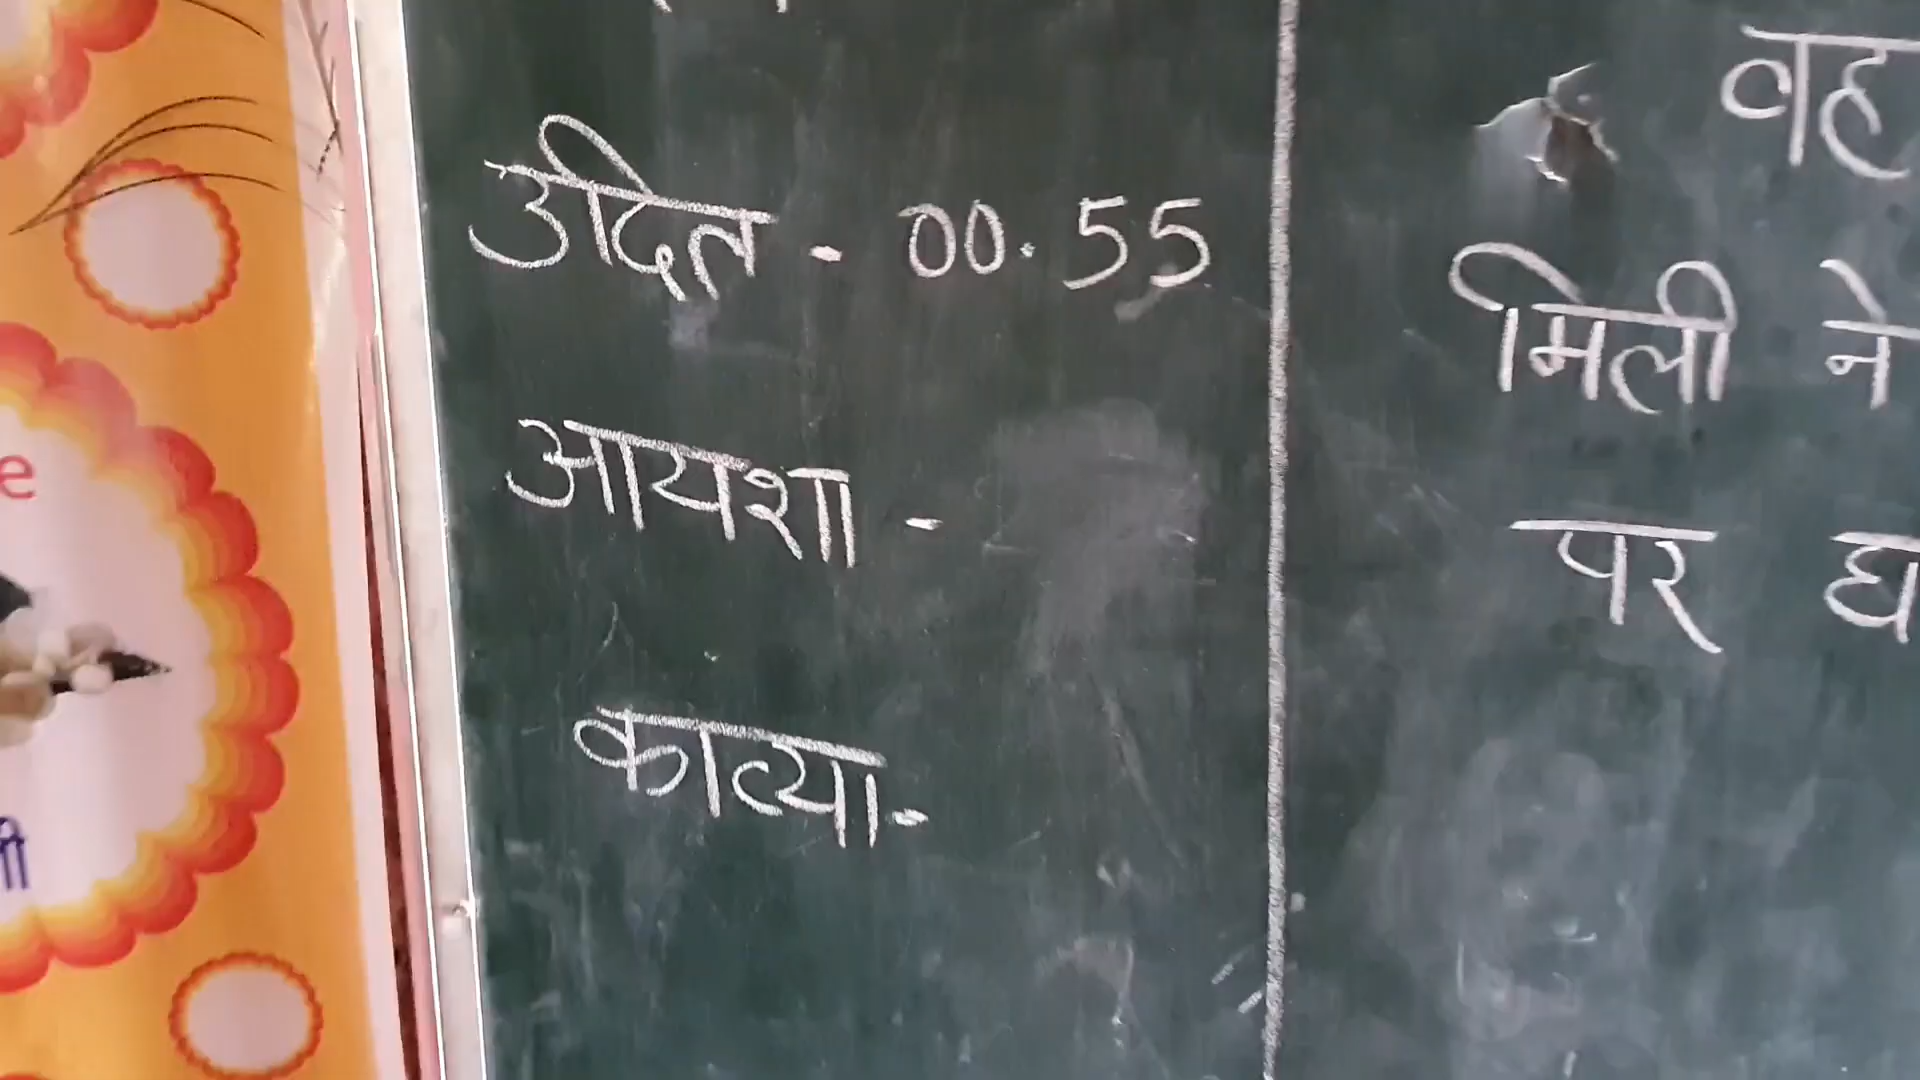 उदित - 00.55
आयशा -
काव्या -
वह
मिली ने
पर
e